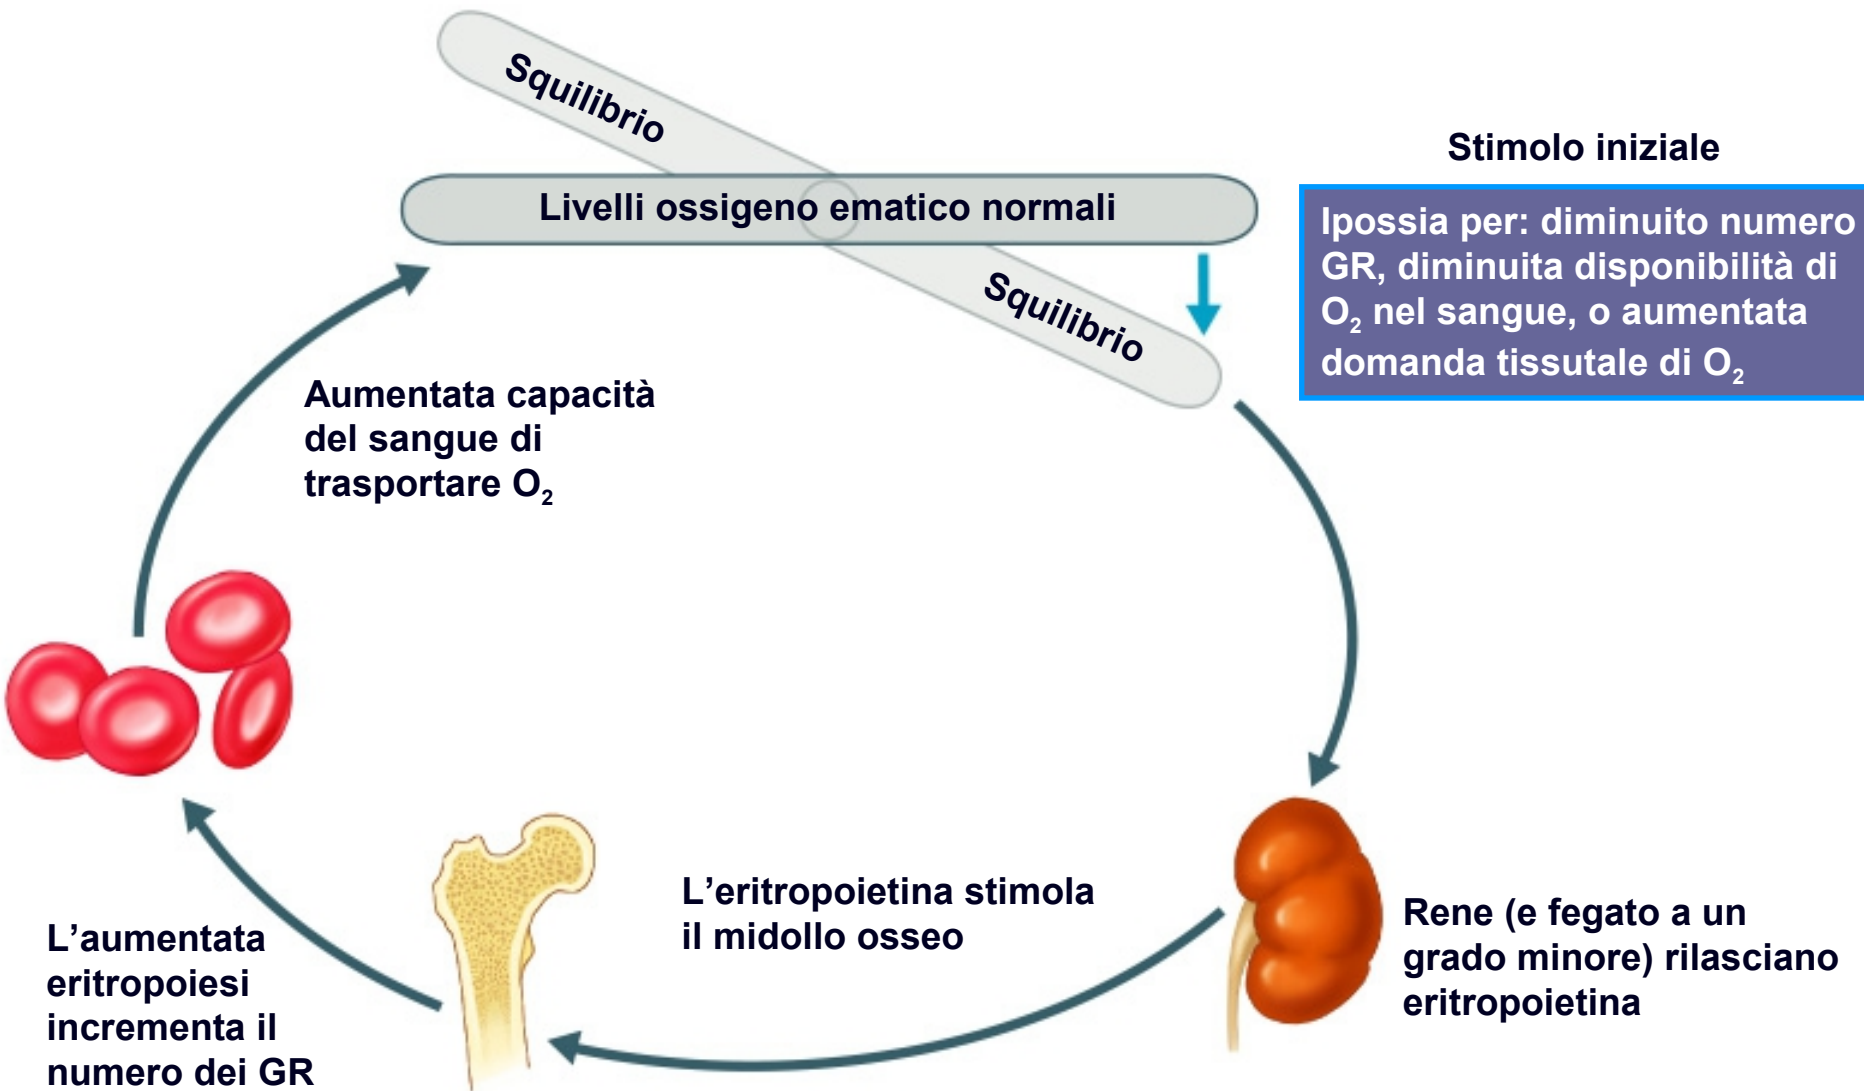 Squilibrio
Livelli ossigeno ematico normali
Squilibrio
Stimolo iniziale
Ipossia per: diminuito numero
GR, diminuita disponibilità di
O₂ nel sangue, o aumentata
domanda tissutale di O₂
Rene (e fegato a un
grado minore) rilasciano
eritropoietina
L’eritropoietina stimola
il midollo osseo
L’aumentata
eritropoiesi
incrementa il
numero dei GR
Aumentata capacità
del sangue di
trasportare O₂